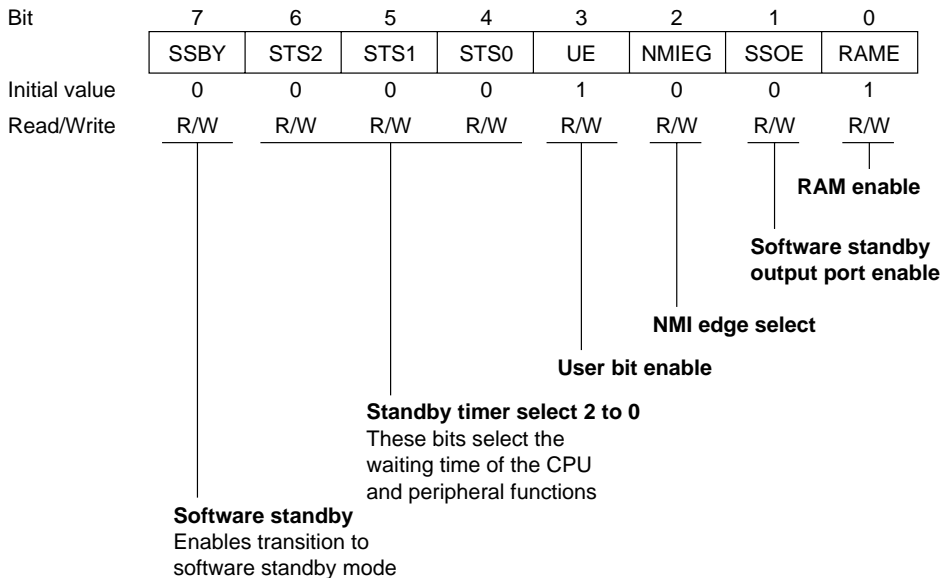 Bit 7 6 5 4 3 2 1 0
SSBY STS2 STS1 STS0 UE NMIEG SSOE RAME
Initial value 0 0 0 0 1 0 0 1
Read/Write R/W R/W R/W R/W R/W R/W R/W R/W
RAM enable
Software standby
output port enable
NMI edge select
User bit enable
Standby timer select 2 to 0
These bits select the
waiting time of the CPU
and peripheral functions
Software standby
Enables transition to
software standby mode